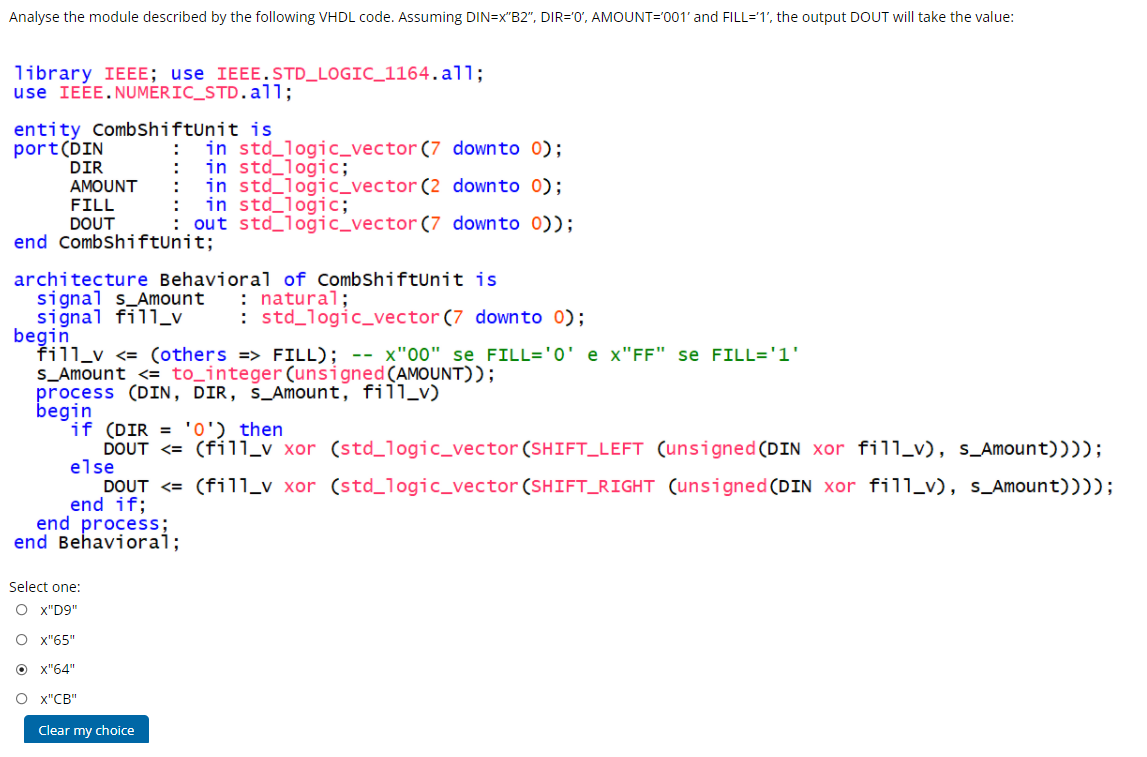 Analyse the module described by the following VHDL code. Assuming DIN=x"B2", DIR='0', AMOUNT='001' and FILL='1', the output DOUT will take the value:
library IEEE; use IEEE.STD_LOGIC_1164.all;
use IEEE.NUMERIC_STD.all;
entity CombShiftUnit is
port(DIN : in std_logic_vector(7 downto 0);
DIR : in std_logic;
AMOUNT : in std_logic_vector(2 downto 0);
FILL : in std_logic;
DOUT : out std_logic_vector(7 downto 0));
end CombShiftUnit;
architecture Behavioral of CombShiftUnit is
signal s_Amount : natural;
signal fill_v : std_logic_vector(7 downto 0);
begin
fill_v <= (others => FILL); -- x"00" se FILL='0' e x"FF" se FILL='1'
s_Amount <= to_integer(unsigned(AMOUNT));
process (DIN, DIR, s_Amount, fill_v)
begin
if (DIR = '0') then
DOUT <= (fill_v xor (std_logic_vector(SHIFT_LEFT (unsigned(DIN xor fill_v), s_Amount))));
else
DOUT <= (fill_v xor (std_logic_vector(SHIFT_RIGHT (unsigned(DIN xor fill_v), s_Amount))));
end if;
end process;
end Behavioral;
Select one:
x"D9"
x"65"
x"64"
x"CB"
Clear my choice